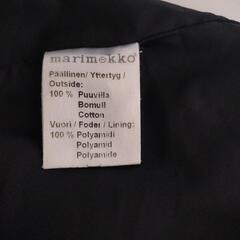 marimekko®
Päällinen/ Yttertyg /
Outside:
100 % Puuvilla
Bomull
Cotton
Vuori / Foder / Lining:
100 % Polyamidi
Polyamid
Polyamide